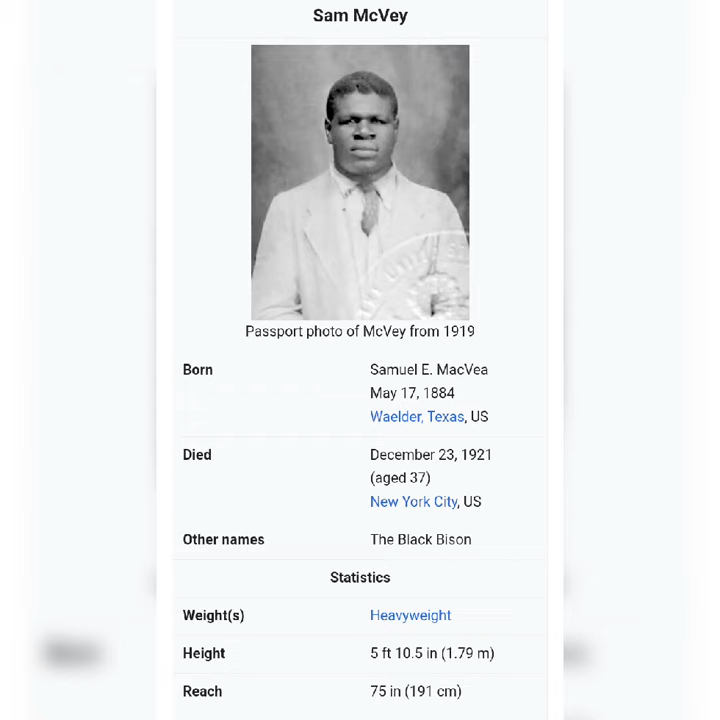 Sam McVey
Passport photo of McVey from 1919
Born
Samuel E. MacVea
May 17, 1884
Waelder, Texas, US
Died
December 23, 1921
(aged 37)
New York City, US
Other names
The Black Bison
Statistics
Weight(s)
Heavyweight
Height
5 ft 10.5 in (1.79 m)
Reach
75 in (191 cm)